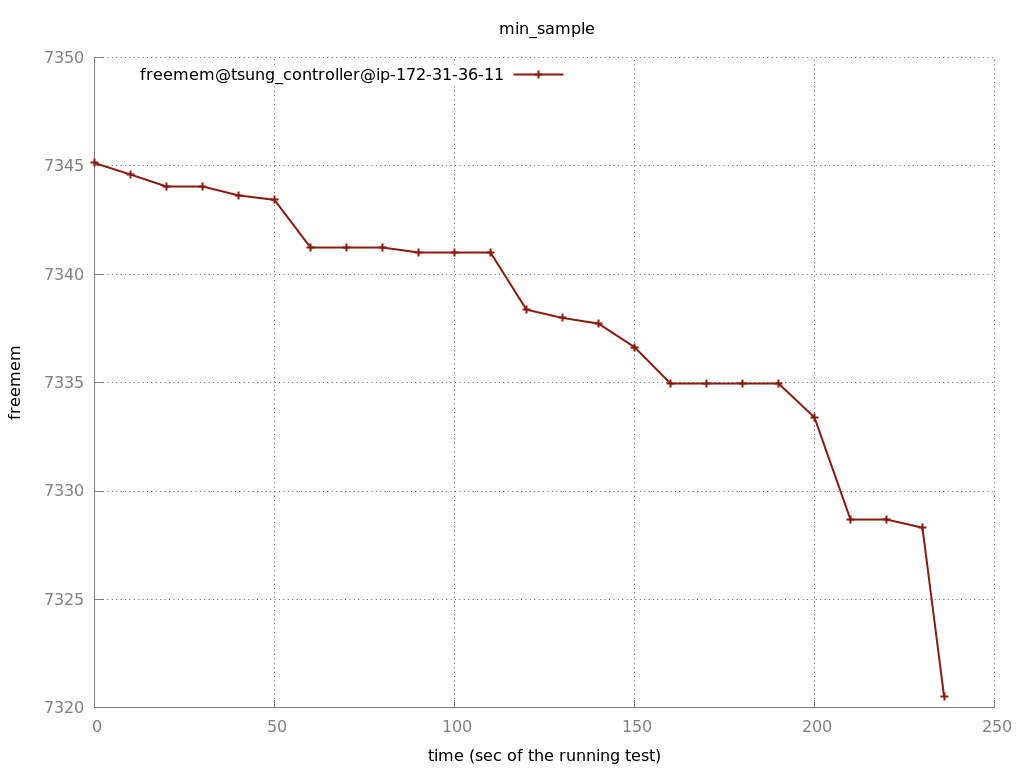 min_sample
7350
freemem@tsung_controller@ip-172-31-36-11
7345
7340
7335
freemem
7330
7325
7320
0 50 100 150 200 250
time (sec of the running test)